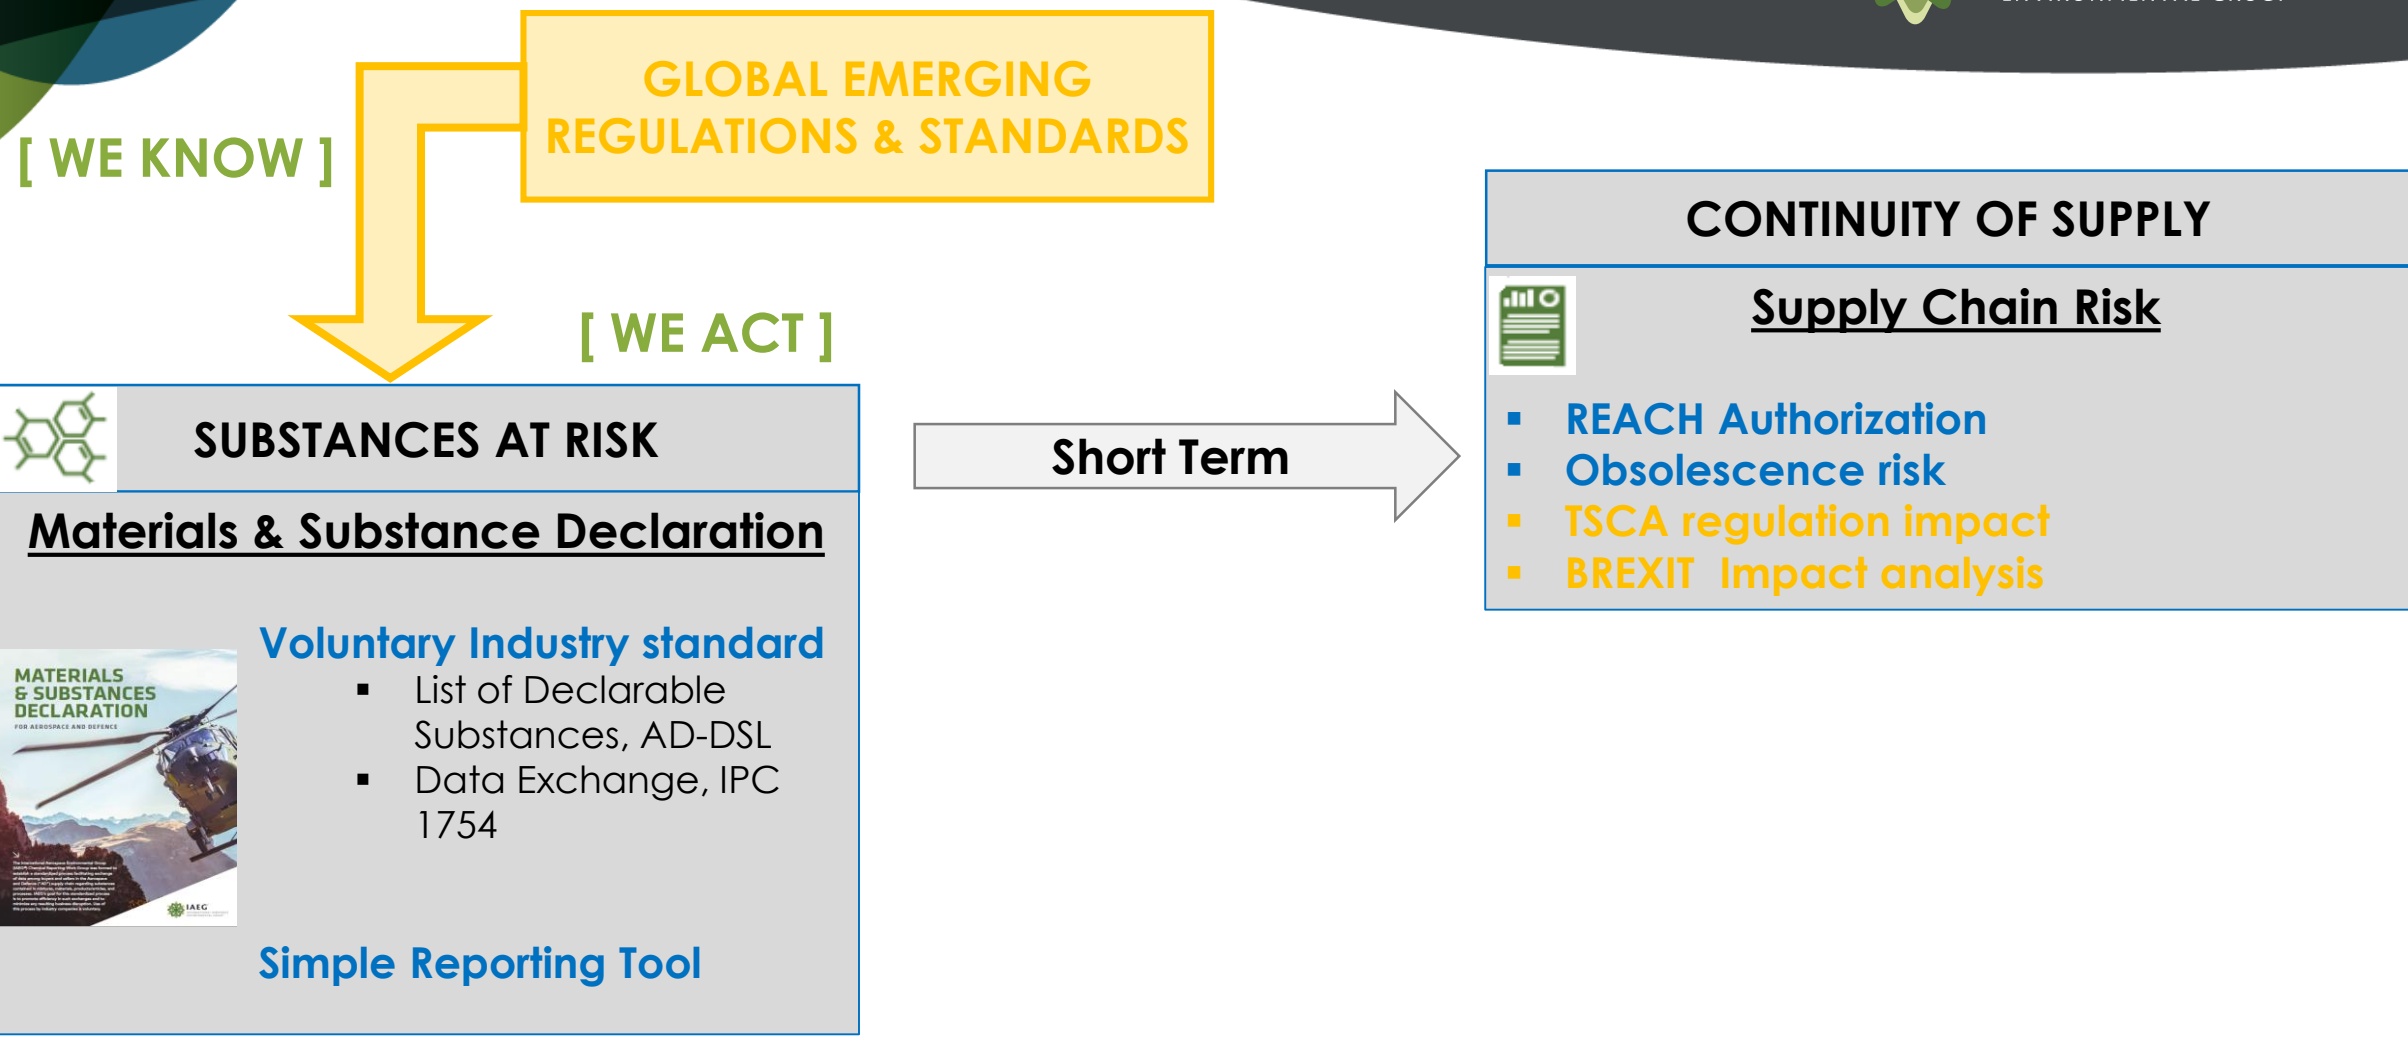 GLOBAL EMERGING
REGULATIONS & STANDARDS
[ WE KNOW ]
[ WE ACT ]
SUBSTANCES AT RISK
Materials & Substance Declaration
Voluntary Industry standard
▪ List of Declarable
Substances, AD-DSL
▪ Data Exchange, IPC
1754
Simple Reporting Tool
MATERIALS
& SUBSTANCES
DECLARATION
FOR AEROSPACE AND DEFENCE
IAEG
Short Term
CONTINUITY OF SUPPLY
Supply Chain Risk
▪ REACH Authorization
▪ Obsolescence risk
▪ TSCA regulation impact
▪ BREXIT Impact analysis